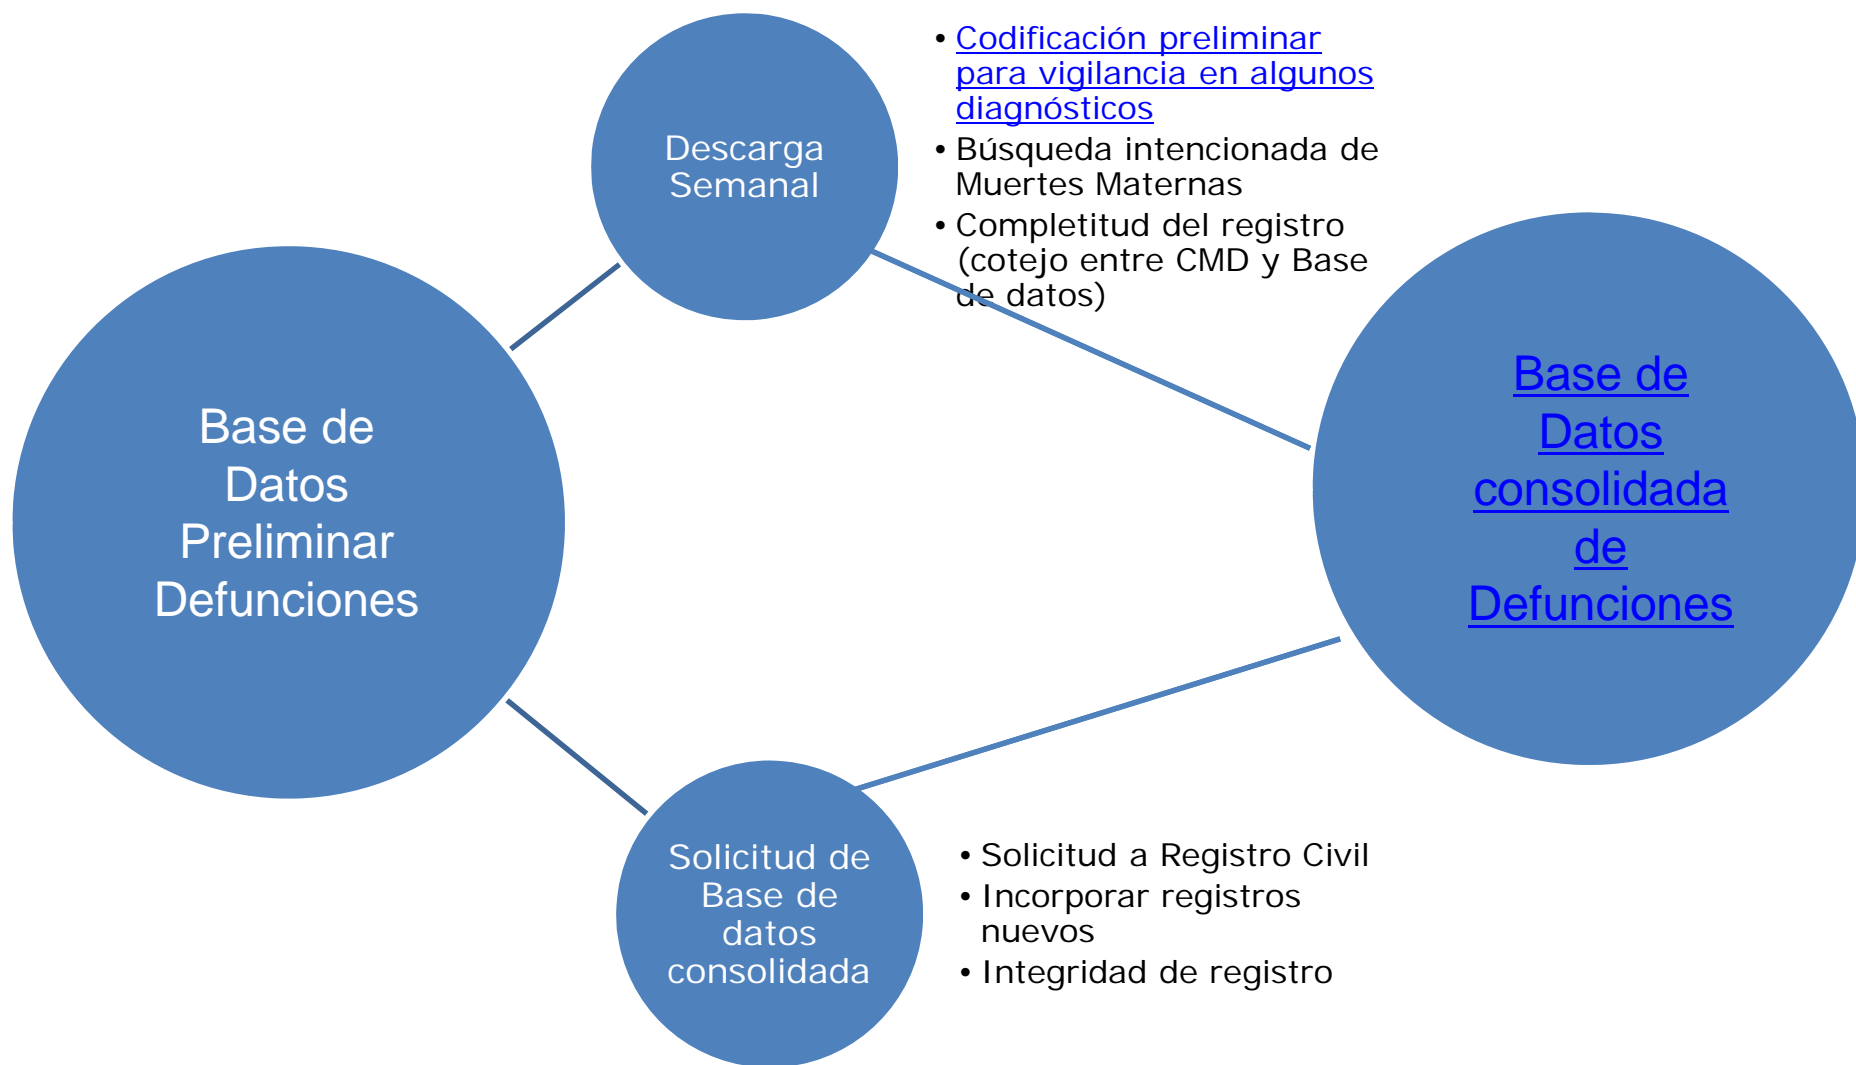 Base de
Datos
Preliminar
Defunciones
Descarga
Semanal
• Codificación preliminar
para vigilancia en algunos
diagnósticos
• Búsqueda intencionada de
Muertes Maternas
• Completitud del registro
(cotejo entre CMD y Base
de datos)
Solicitud de
Base de
datos
consolidada
• Solicitud a Registro Civil
• Incorporar registros
nuevos
• Integridad de registro
Base de
Datos
consolidada
de
Defunciones